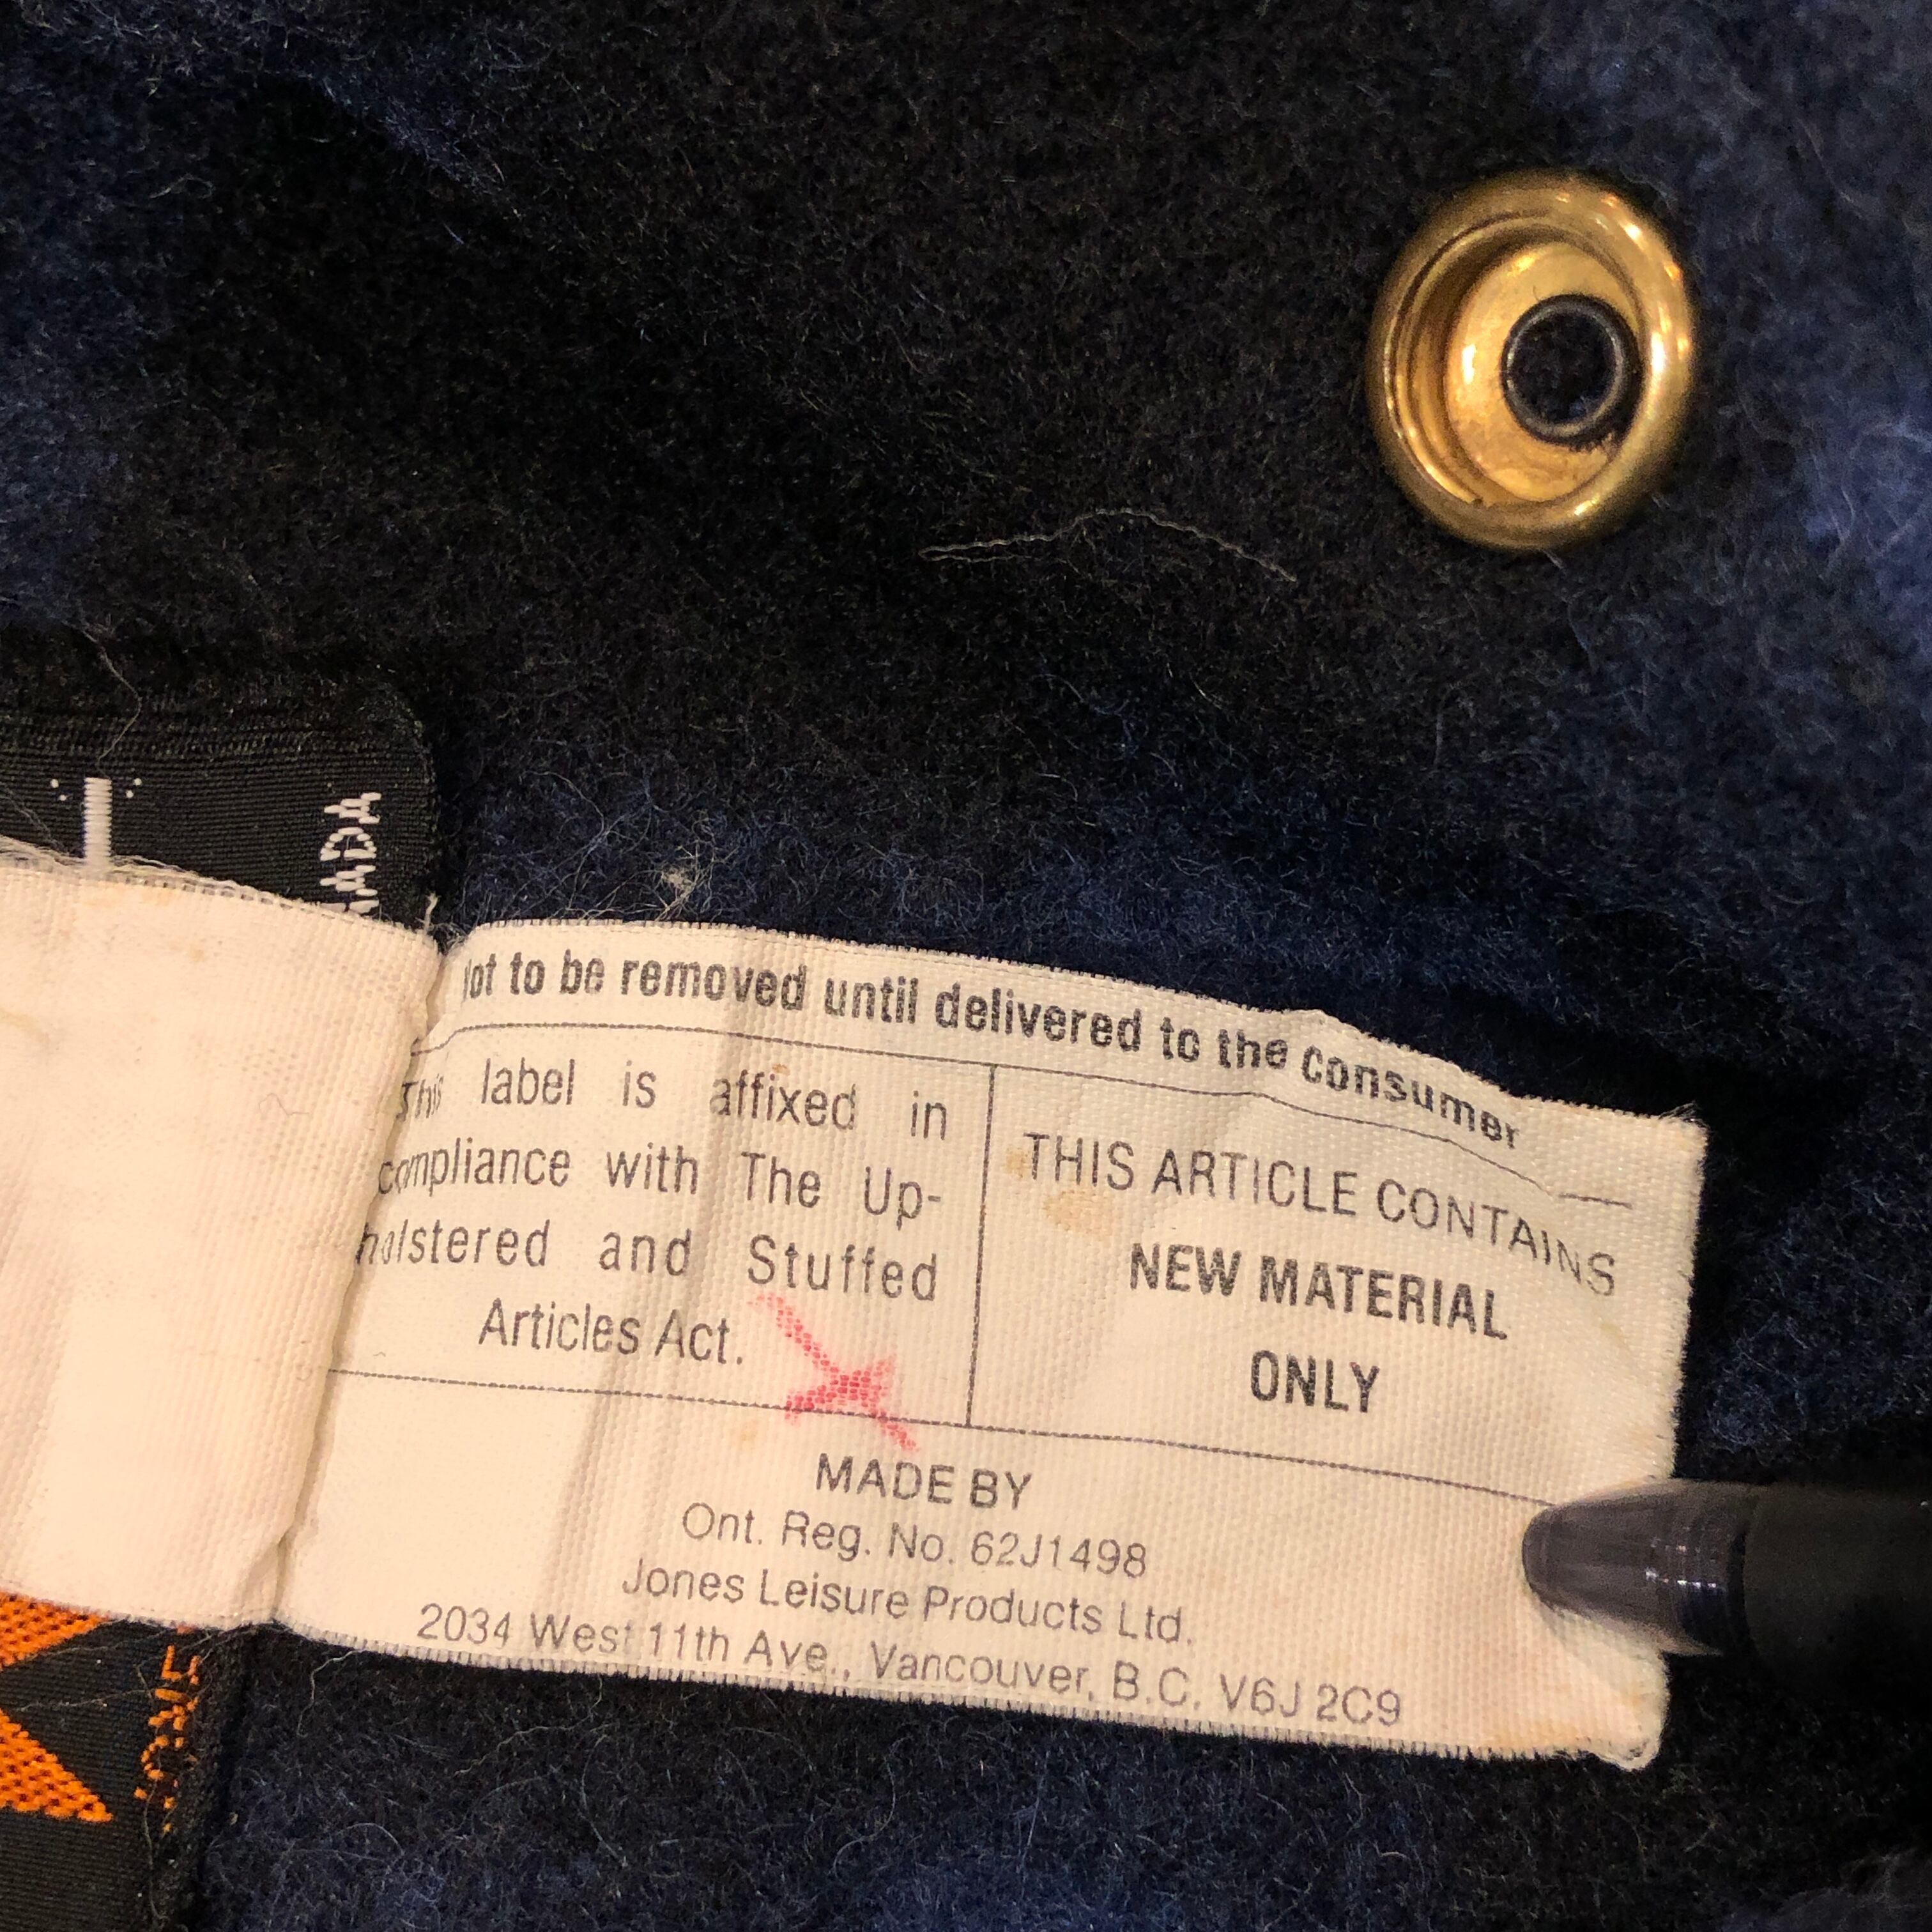 ot to be removed until delivered to the consumer
This label is affixed in
compliance with The Up-
holstered and Stuffed
Articles Act.
THIS ARTICLE CONTAINS
NEW MATERIAL
ONLY
MADE BY
Ont. Reg. No. 62J1498
Jones Leisure Products Ltd.
2034 West 11th Ave., Vancouver, B.C. V6J 2C9